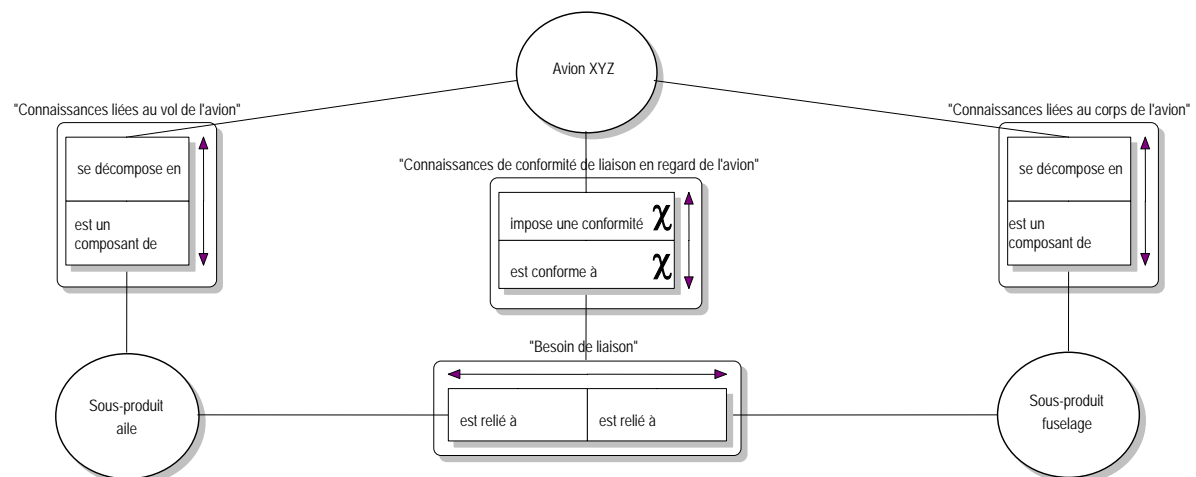 Avion XYZ
"Connaissances liées au vol de l'avion"
"Connaissances liées au corps de l'avion"
se décompose en
est un
composant de
"Connaissances de conformité de liaison en regard de l'avion"
impose une conformité χ
est conforme à χ
se décompose en
est un
composant de
"Besoin de liaison"
Sous-produit
aile
est relié à
est relié à
Sous-produit
fuselage